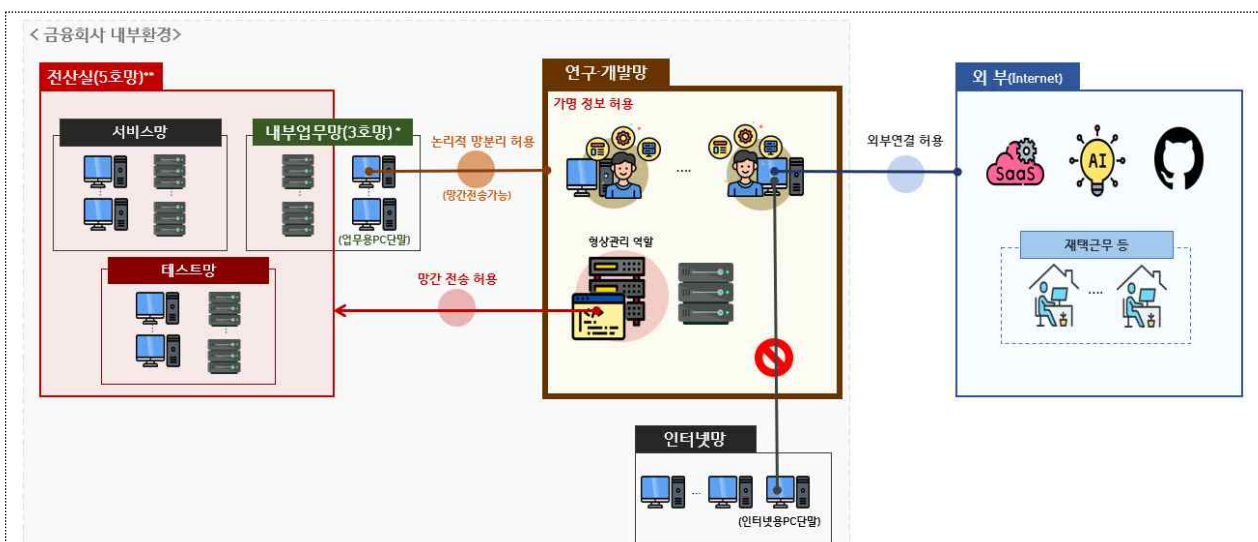 < 금융회사 내부환경>
전산실(5호망)**
서비스망
내부업무망(3호망) *
(업무용PC단말)
테스트망
논리적 망분리 허용
(망간전송가능)
망간 전송 허용
연구·개발망
가명 정보 허용
....
형상관리 역할
외부연결 허용
외 부(Internet)
SaaS
AI
재택근무 등
....
인터넷망
...
(인터넷용PC단말)